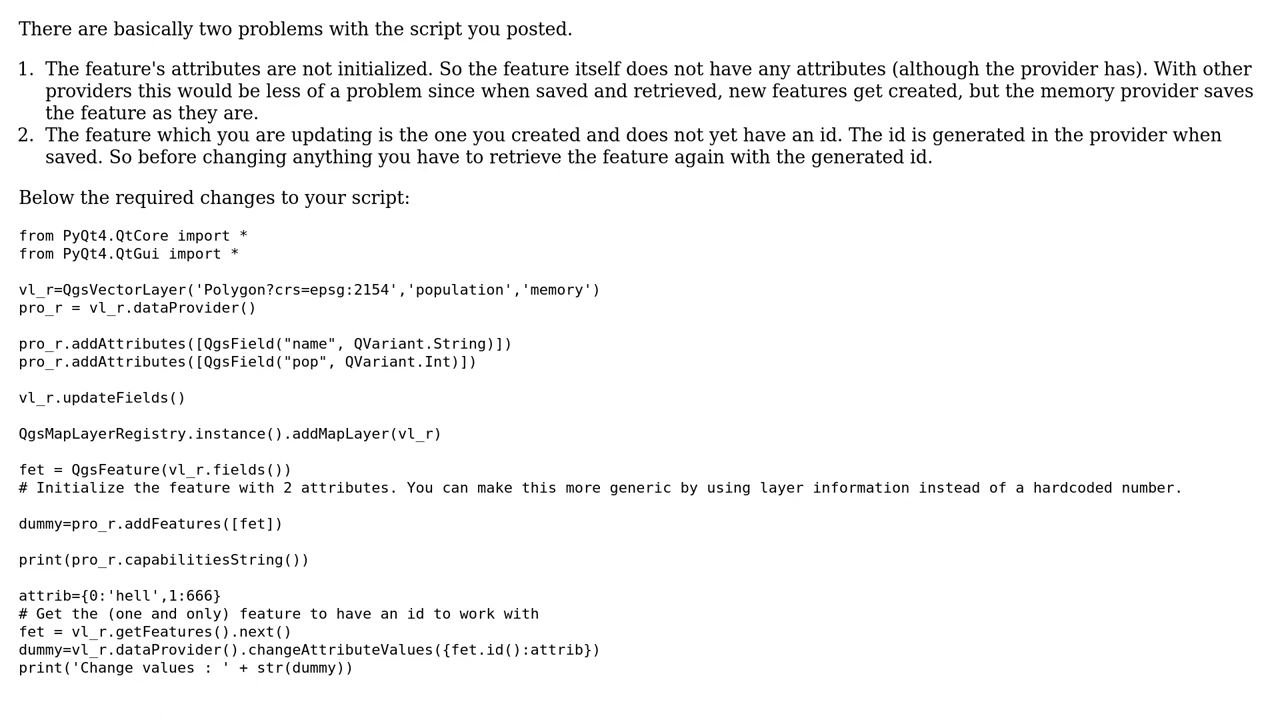 There are basically two problems with the script you posted.
1. The feature's attributes are not initialized. So the feature itself does not have any attributes (although the provider has). With other
providers this would be less of a problem since when saved and retrieved, new features get created, but the memory provider saves
the feature as they are.
2. The feature which you are updating is the one you created and does not yet have an id. The id is generated in the provider when
saved. So before changing anything you have to retrieve the feature again with the generated id.
Below the required changes to your script:
from PyQt4.QtCore import *
from PyQt4.QtGui import *
vl_r=QgsVectorLayer('Polygon?crs=epsg:2154','population','memory')
pro_r = vl_r.dataProvider()
pro_r.addAttributes([QgsField("name", QVariant.String)])
pro_r.addAttributes([QgsField("pop", QVariant.Int)])
vl_r.updateFields()
QgsMapLayerRegistry.instance().addMapLayer(vl_r)
fet = QgsFeature(vl_r.fields())
# Initialize the feature with 2 attributes. You can make this more generic by using layer information instead of a hardcoded number.
dummy=pro_r.addFeatures([fet])
print(pro_r.capabilitiesString())
attrib={0:'hell',1:666}
# Get the (one and only) feature to have an id to work with
fet = vl_r.getFeatures().next()
dummy=vl_r.dataProvider().changeAttributeValues({fet.id():attrib})
print('Change values : ' + str(dummy))